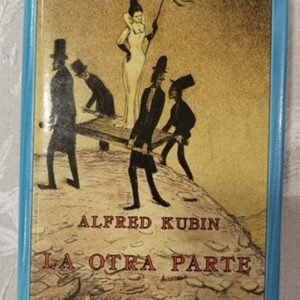 ALFRED KUBIN
LA OTRA PARTE